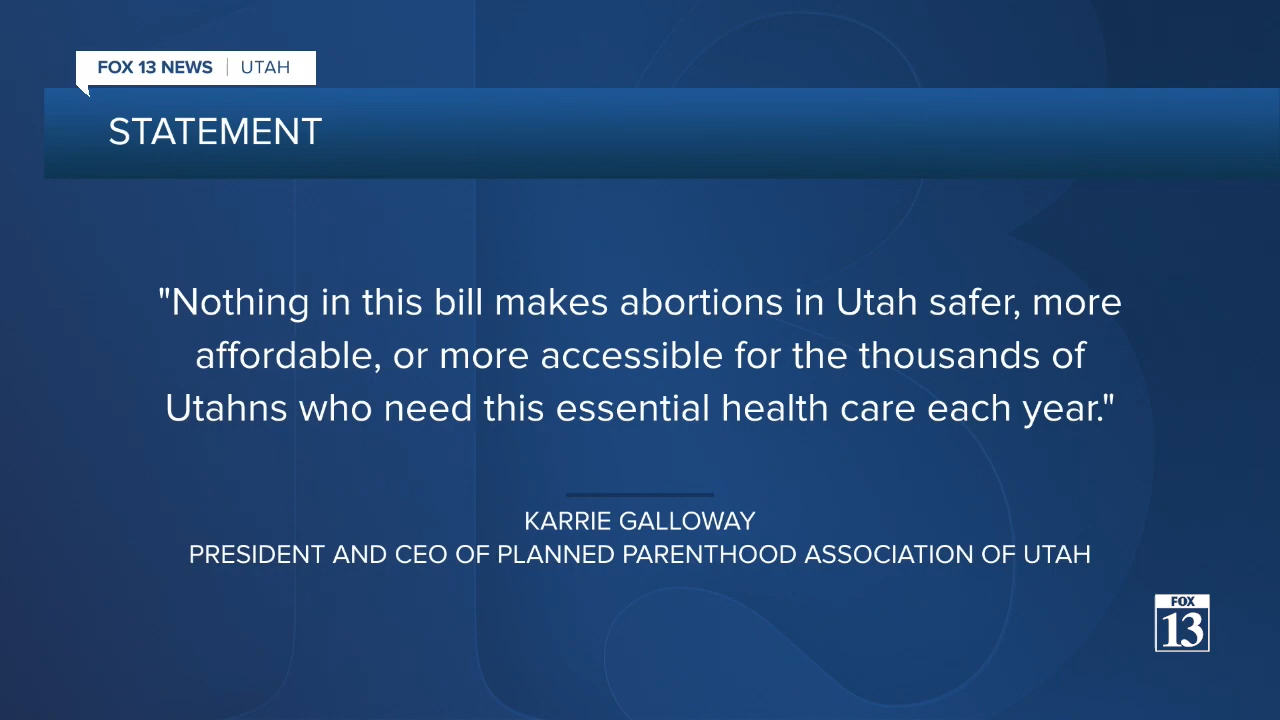 FOX 13 NEWS | UTAH
STATEMENT
"Nothing in this bill makes abortions in Utah safer, more
affordable, or more accessible for the thousands of
Utahns who need this essential health care each year."
KARRIE GALLOWAY
PRESIDENT AND CEO OF PLANNED PARENTHOOD ASSOCIATION OF UTAH
FOX
13